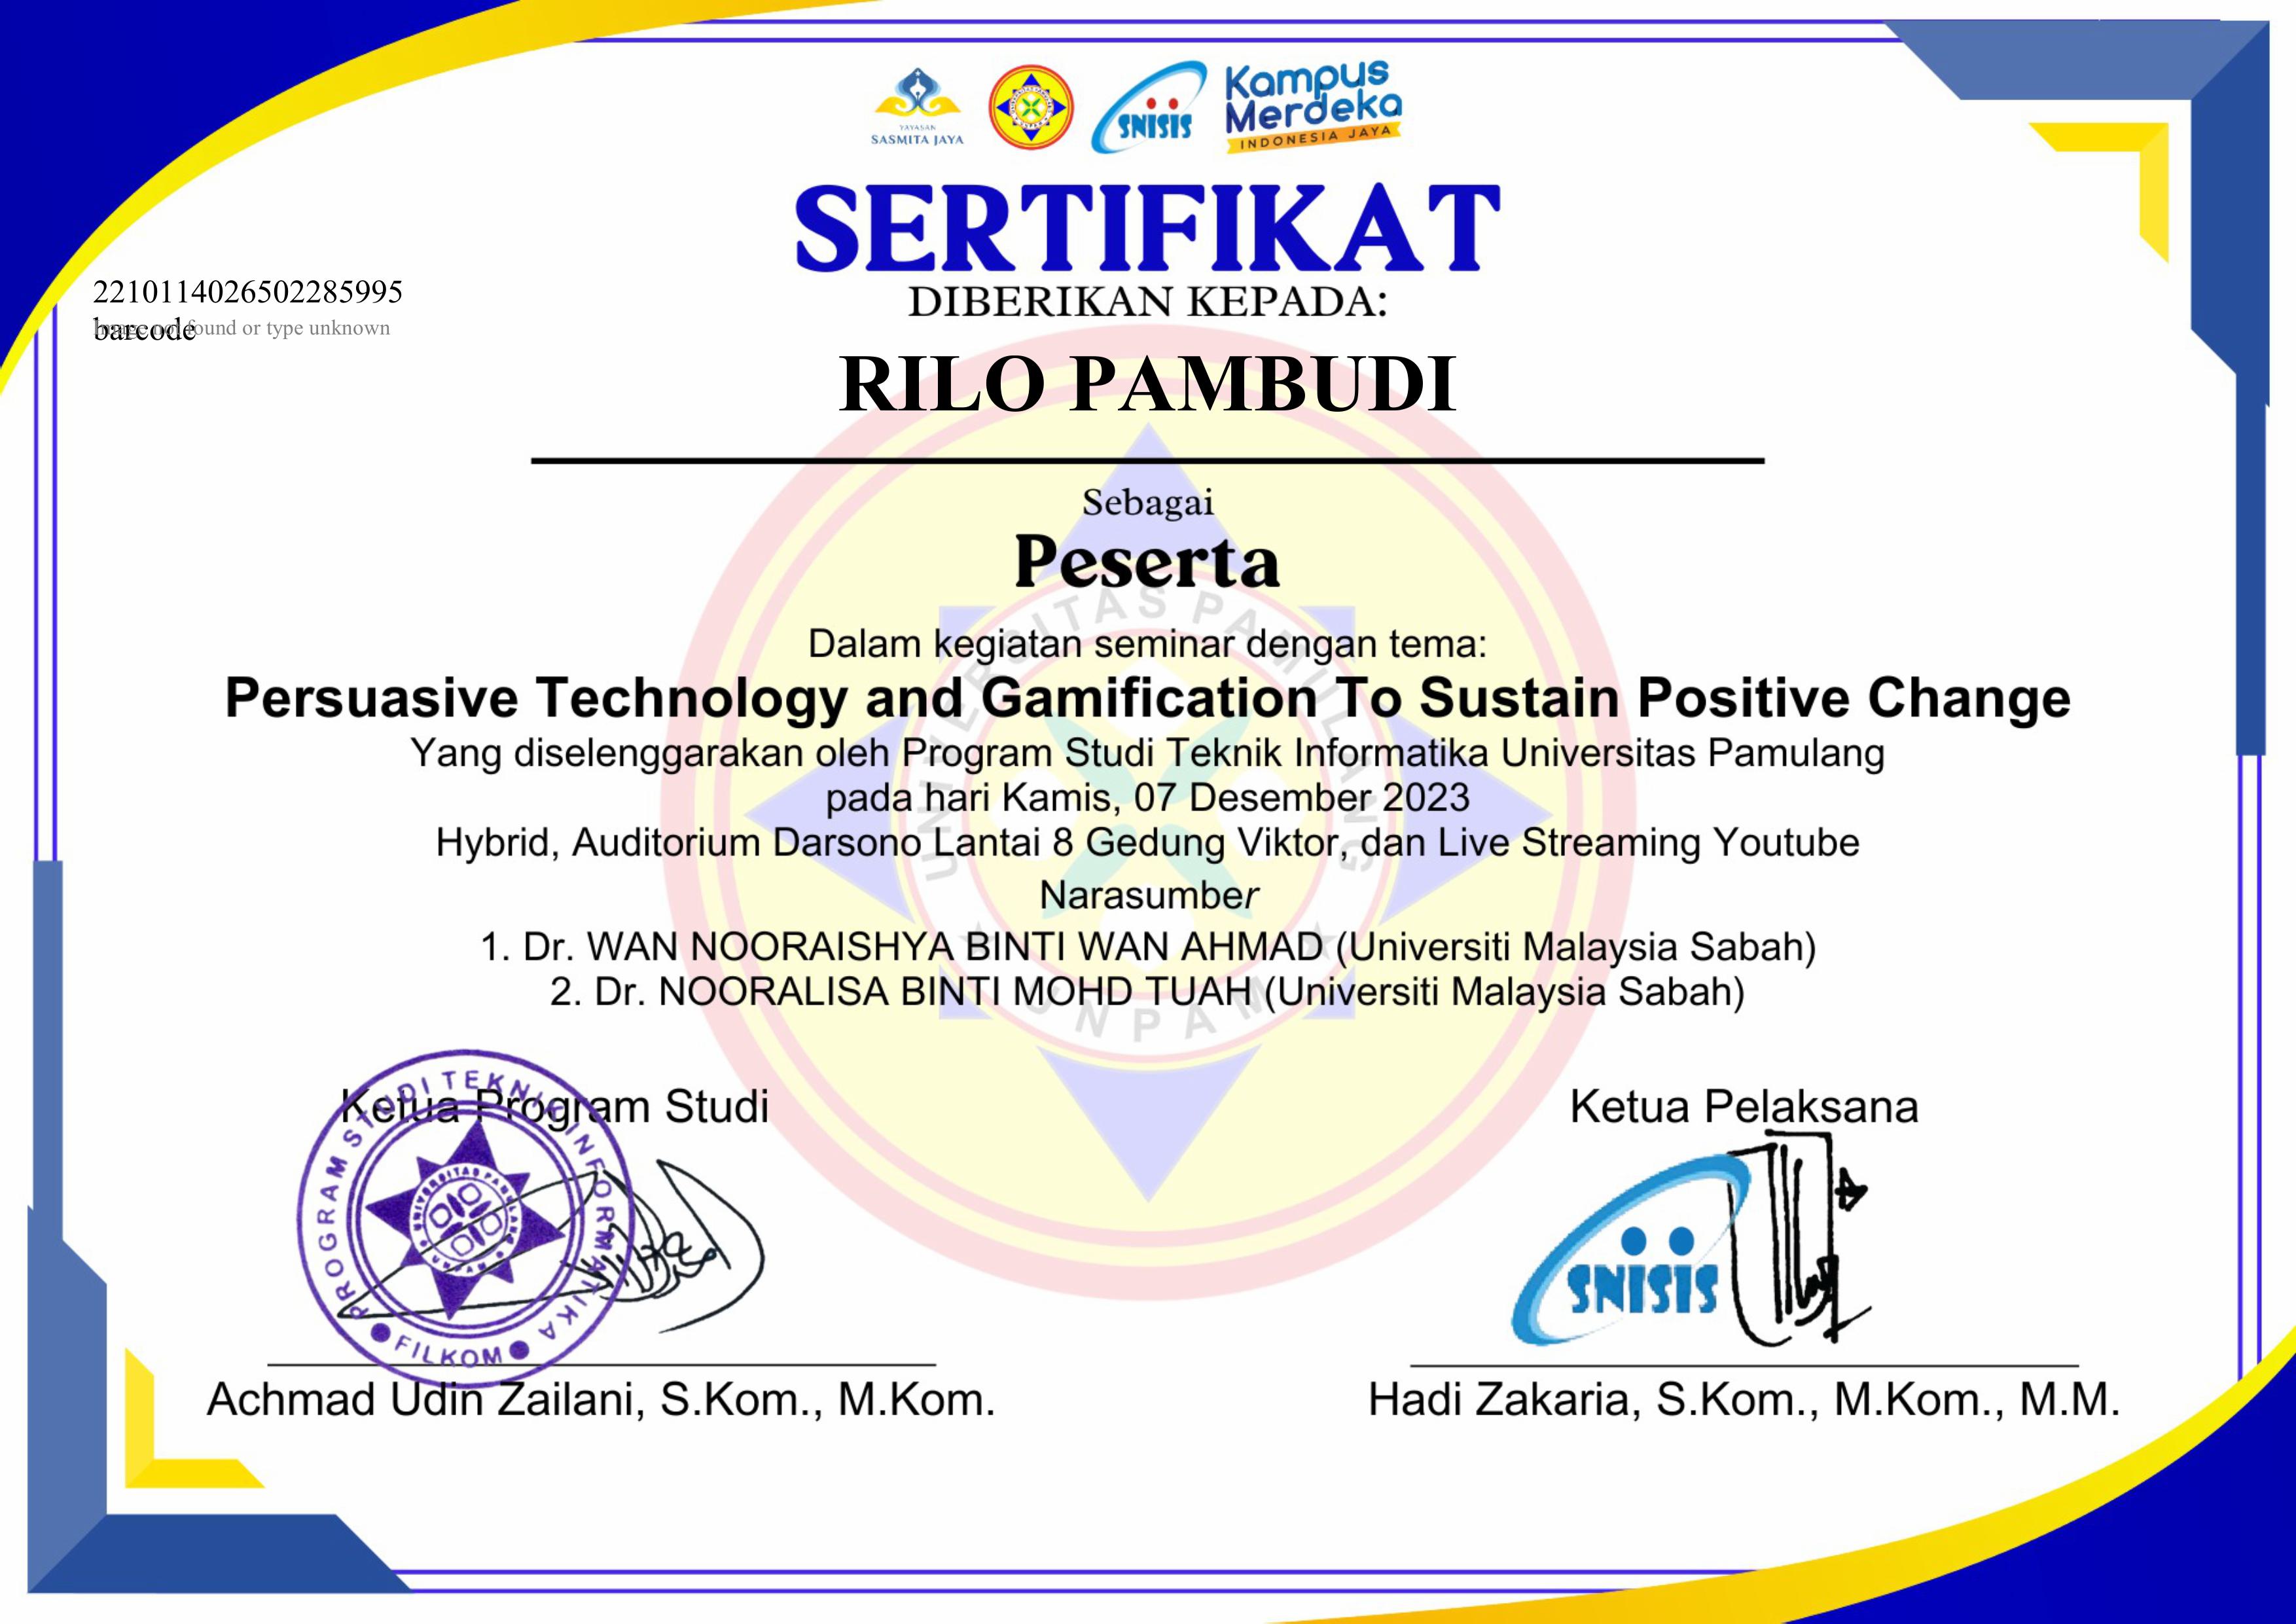 YAYASAN
SASMITA JAYA
SNISIS
Kampus
Merdeka
INDONESIA JAYA
SERTIFIKAT
DIBERIKAN KEPADA:
2210114026502285995
barcode
Image not found or type unknown
RILO PAMBUDI
Sebagai
Peserta
UNIVERSITAS PAMULANG
UNPAM
Dalam kegiatan seminar dengan tema:
Persuasive Technology and Gamification To Sustain Positive Change
Yang diselenggarakan oleh Program Studi Teknik Informatika Universitas Pamulang
pada hari Kamis, 07 Desember 2023
Hybrid, Auditorium Darsono Lantai 8 Gedung Viktor, dan Live Streaming Youtube
Narasumber
1. Dr. WAN NOORAISHYA BINTI WAN AHMAD (Universiti Malaysia Sabah)
2. Dr. NOORALISA BINTI MOHD TUAH (Universiti Malaysia Sabah)
Ketua Program Studi
PROGRAM STUDI TEKNIK INFORMATIKA
UNIVERSITAS PAMULANG
UNPAM
FILKOM
Achmad Udin Zailani, S.Kom., M.Kom.
Ketua Pelaksana
SNISIS
Hadi Zakaria, S.Kom., M.Kom., M.M.